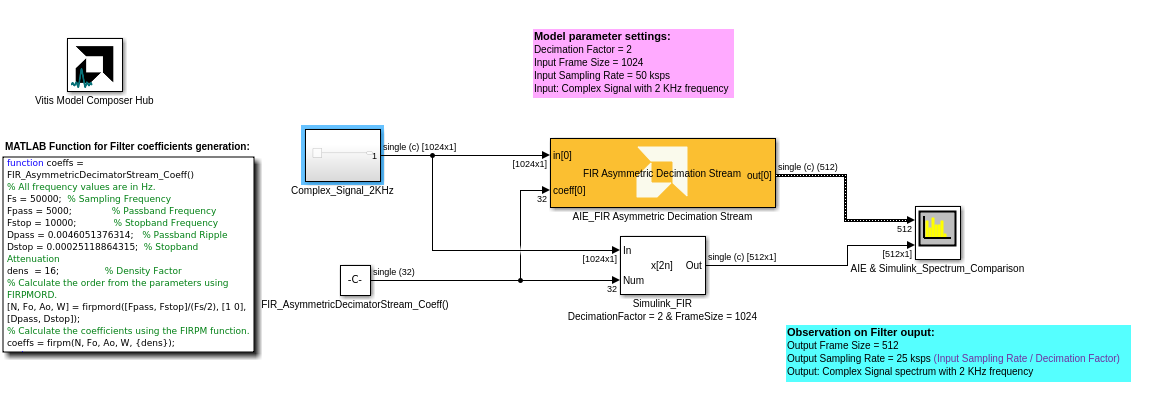 Model parameter settings:
Decimation Factor = 2
Input Frame Size = 1024
Input Sampling Rate = 50 ksps
Input: Complex Signal with 2 KHz frequency
Vitis Model Composer Hub
MATLAB Function for Filter coefficients generation:
function coeffs =
FIR_AsymmetricDecimatorStream_Coeff()
% All frequency values are in Hz.
Fs = 50000;  % Sampling Frequency
Fpass = 5000;  % Passband Frequency
Fstop = 10000;  % Stopband Frequency
Dpass = 0.0046051376314;  % Passband Ripple
Dstop = 0.00025118864315;  % Stopband
Attenuation
dens  = 16;  % Density Factor
% Calculate the order from the parameters using
FIRPMORD.
[N, Fo, Ao, W] = firpmord([Fpass, Fstop]/(Fs/2), [1 0],
[Dpass, Dstop]);
% Calculate the coefficients using the FIRPM function.
coeffs = firpm(N, Fo, Ao, W, {dens});
1
single (c) [1024x1]
Complex_Signal_2KHz
[1024x1]
in[0]
FIR Asymmetric Decimation Stream
out[0]
coeff[0]
32
AIE_FIR Asymmetric Decimation Stream
single (c) (512)
512
[512x1]
AIE & Simulink_Spectrum_Comparison
-C-
single (32)
FIR_AsymmetricDecimatorStream_Coeff()
[1024x1]
32
In
x[2n]
Out
Num
single (c) [512x1]
Simulink_FIR
DecimationFactor = 2 & FrameSize = 1024
Observation on Filter ouput:
Output Frame Size = 512
Output Sampling Rate = 25 ksps (Input Sampling Rate / Decimation Factor)
Output: Complex Signal spectrum with 2 KHz frequency